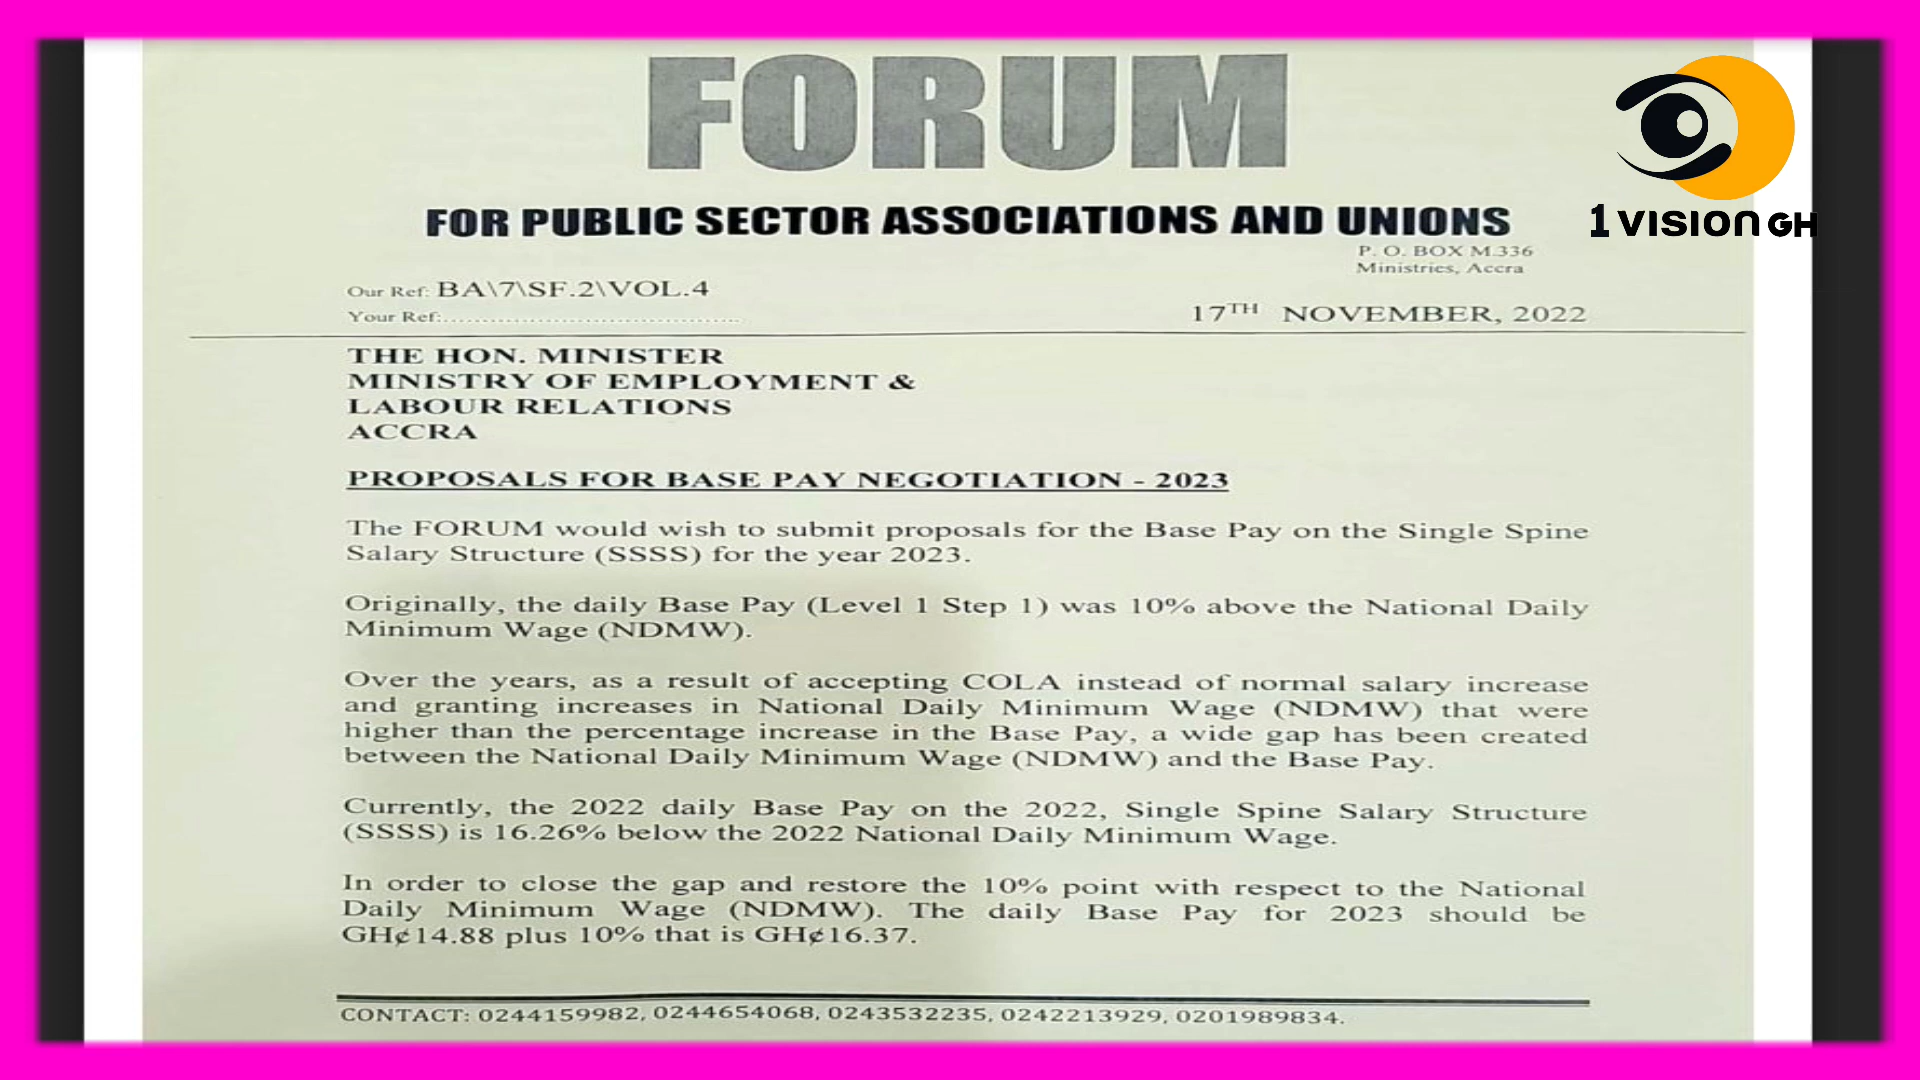 FORUM
FOR PUBLIC SECTOR ASSOCIATIONS AND UNIONS
1VISION GH
P. O. BOX M.336
Ministries, Accra
Our Ref: BA\7\SF.2\VOL.4
Your Ref:......................................
17TH NOVEMBER, 2022
THE HON. MINISTER
MINISTRY OF EMPLOYMENT &
LABOUR RELATIONS
ACCRA
PROPOSALS FOR BASE PAY NEGOTIATION - 2023
The FORUM would wish to submit proposals for the Base Pay on the Single Spine
Salary Structure (SSSS) for the year 2023.
Originally, the daily Base Pay (Level 1 Step 1) was 10% above the National Daily
Minimum Wage (NDMW).
Over the years, as a result of accepting COLA instead of normal salary increase
and granting increases in National Daily Minimum Wage (NDMW) that were
higher than the percentage increase in the Base Pay, a wide gap has been created
between the National Daily Minimum Wage (NDMW) and the Base Pay.
Currently, the 2022 daily Base Pay on the 2022, Single Spine Salary Structure
(SSSS) is 16.26% below the 2022 National Daily Minimum Wage.
In order to close the gap and restore the 10% point with respect to the National
Daily Minimum Wage (NDMW). The daily Base Pay for 2023 should be
GH¢14.88 plus 10% that is GH¢16.37.
CONTACT: 0244159982, 0244654068, 0243532235, 0242213929, 0201989834.